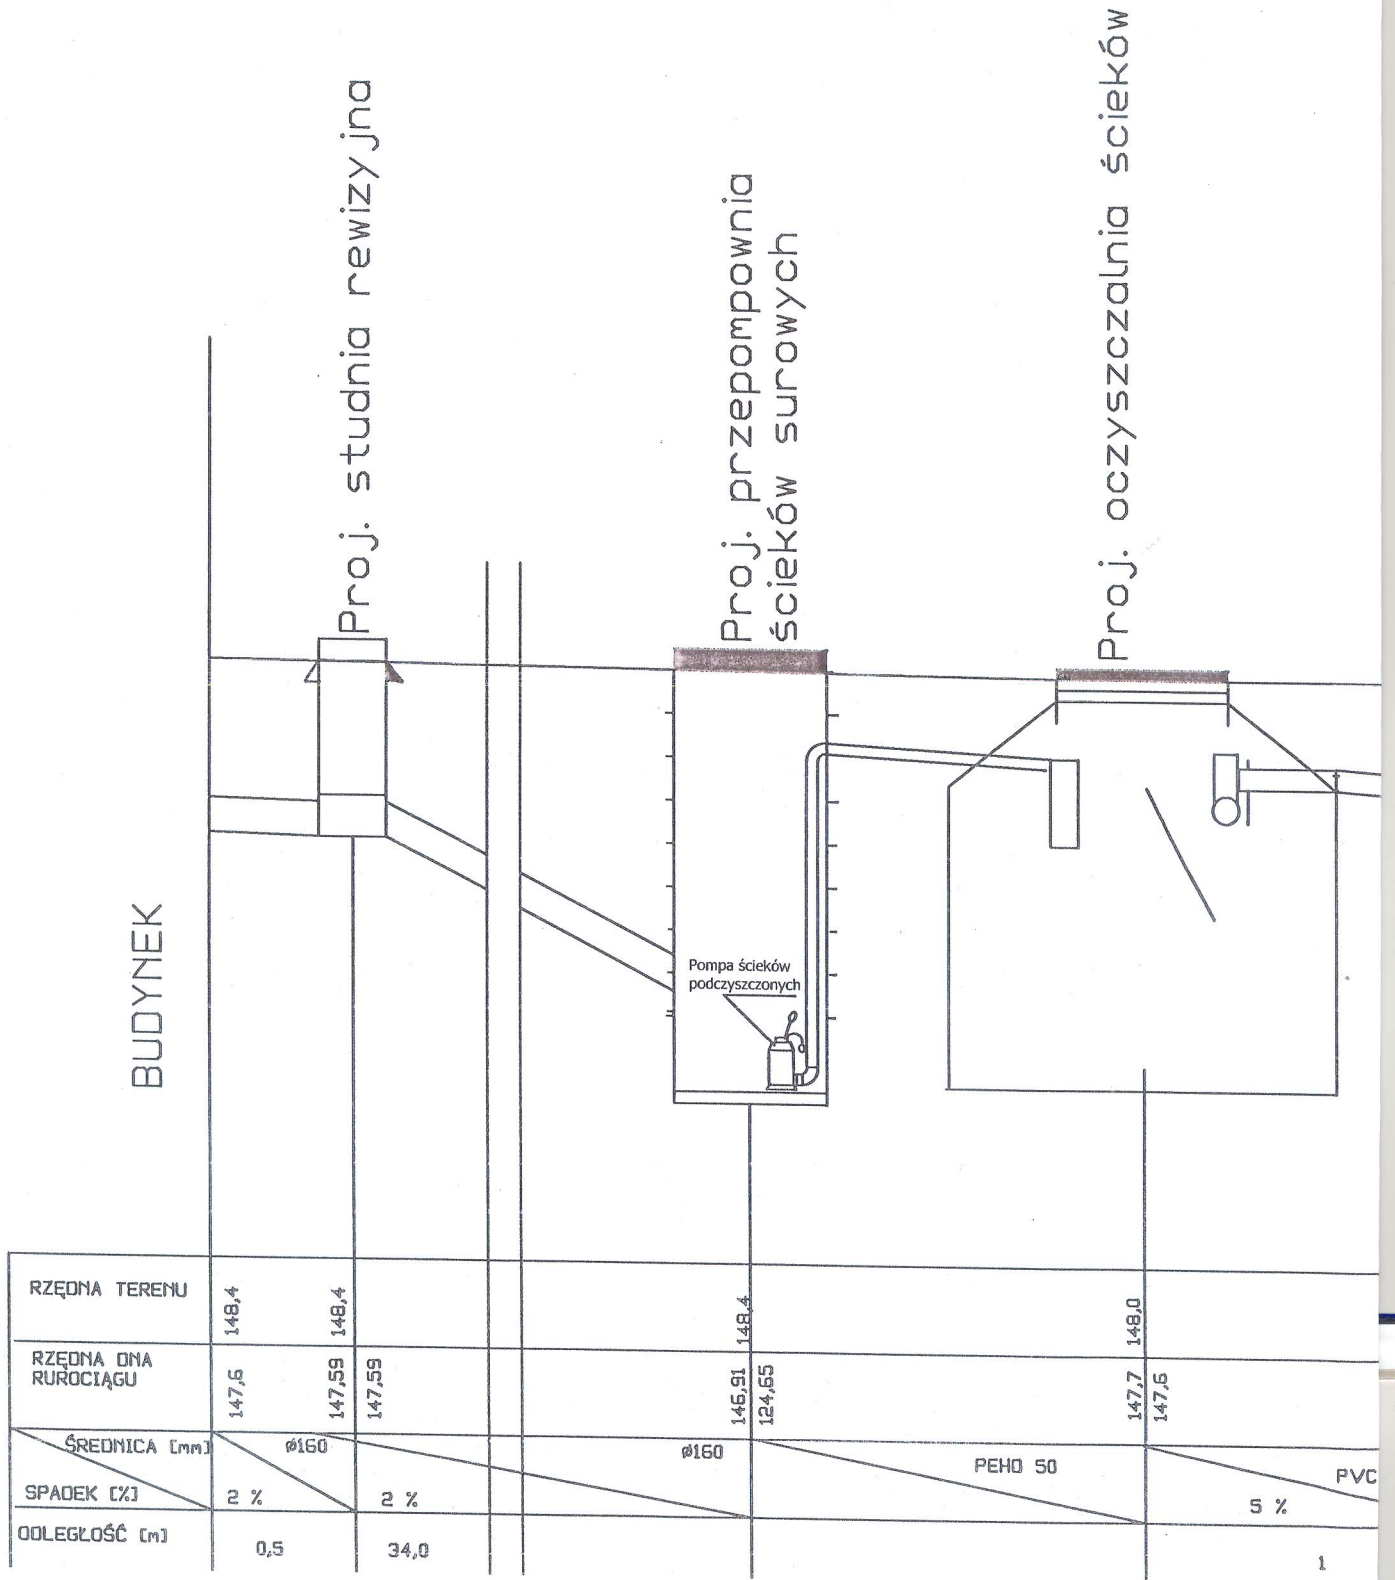 Proj. studnia rewizyjna
Proj. przepompownia
ścieków surowych
Proj. oczyszczalnia ścieków
BUDYNEK
Pompa ścieków
podczyszczonych
RZĘDNA TERENU
148,4
148,4
148,4
148,0
RZĘDNA DNA
RUROCIĄGU
147,6
147,59
147,59
146,91
124,65
147,7
147,6
ŚREDNICA [mm]
ø160
ø160
PEHD 50
PVC
SPADEK [%]
2 %
2 %
5 %
ODLEGŁOŚĆ [m]
0,5
34,0
1